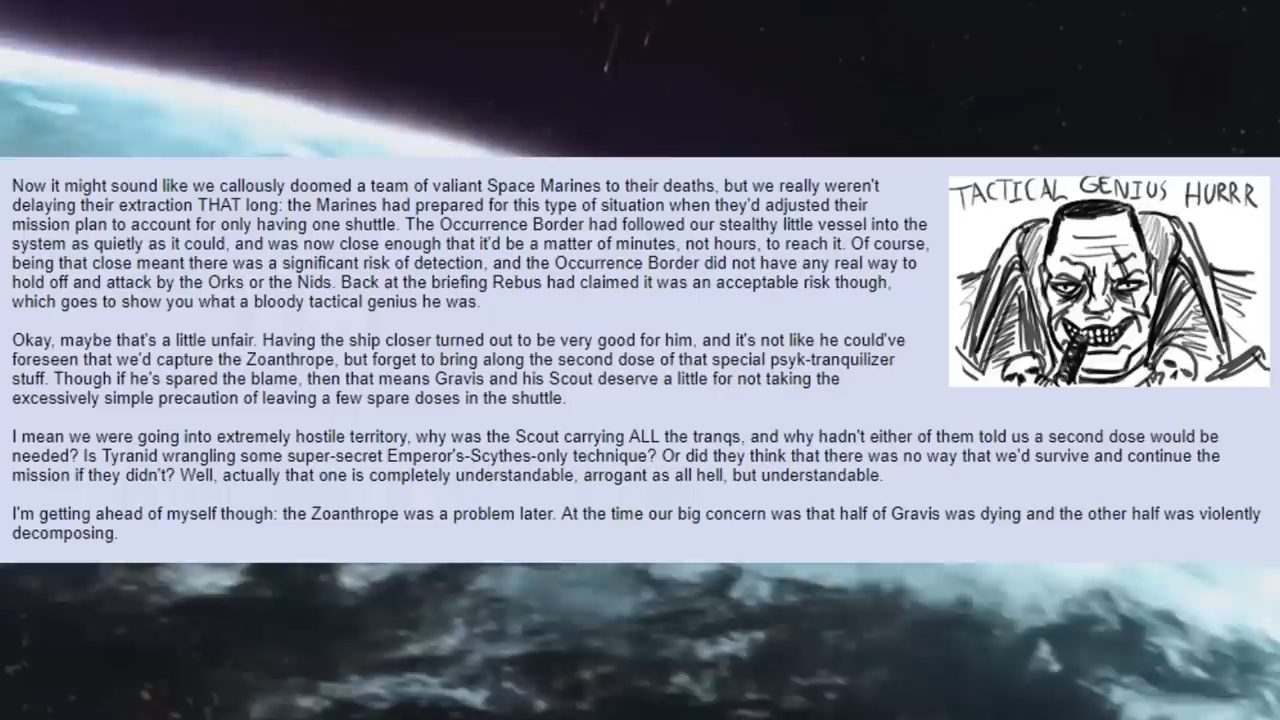 Now it might sound like we callously doomed a team of valiant Space Marines to their deaths, but we really weren't
delaying their extraction THAT long: the Marines had prepared for this type of situation when they'd adjusted their
mission plan to account for only having one shuttle. The Occurrence Border had followed our stealthy little vessel into the
system as quietly as it could, and was now close enough that it'd be a matter of minutes, not hours, to reach it. Of course,
being that close meant there was a significant risk of detection, and the Occurrence Border did not have any real way to
hold off and attack by the Orks or the Nids. Back at the briefing Rebus had claimed it was an acceptable risk though,
which goes to show you what a bloody tactical genius he was.
TACTICAL GENIUS HURRR
Okay, maybe that's a little unfair. Having the ship closer turned out to be very good for him, and it's not like he could've
foreseen that we'd capture the Zoanthrope, but forget to bring along the second dose of that special psyk-tranquilizer
stuff. Though if he's spared the blame, then that means Gravis and his Scout deserve a little for not taking the
excessively simple precaution of leaving a few spare doses in the shuttle.
I mean we were going into extremely hostile territory, why was the Scout carrying ALL the tranqs, and why hadn't either of them told us a second dose would be
needed? Is Tyranid wrangling some super-secret Emperor's-Scythes-only technique? Or did they think that there was no way that we'd survive and continue the
mission if they didn't? Well, actually that one is completely understandable, arrogant as all hell, but understandable.
I'm getting ahead of myself though: the Zoanthrope was a problem later. At the time our big concern was that half of Gravis was dying and the other half was violently
decomposing.